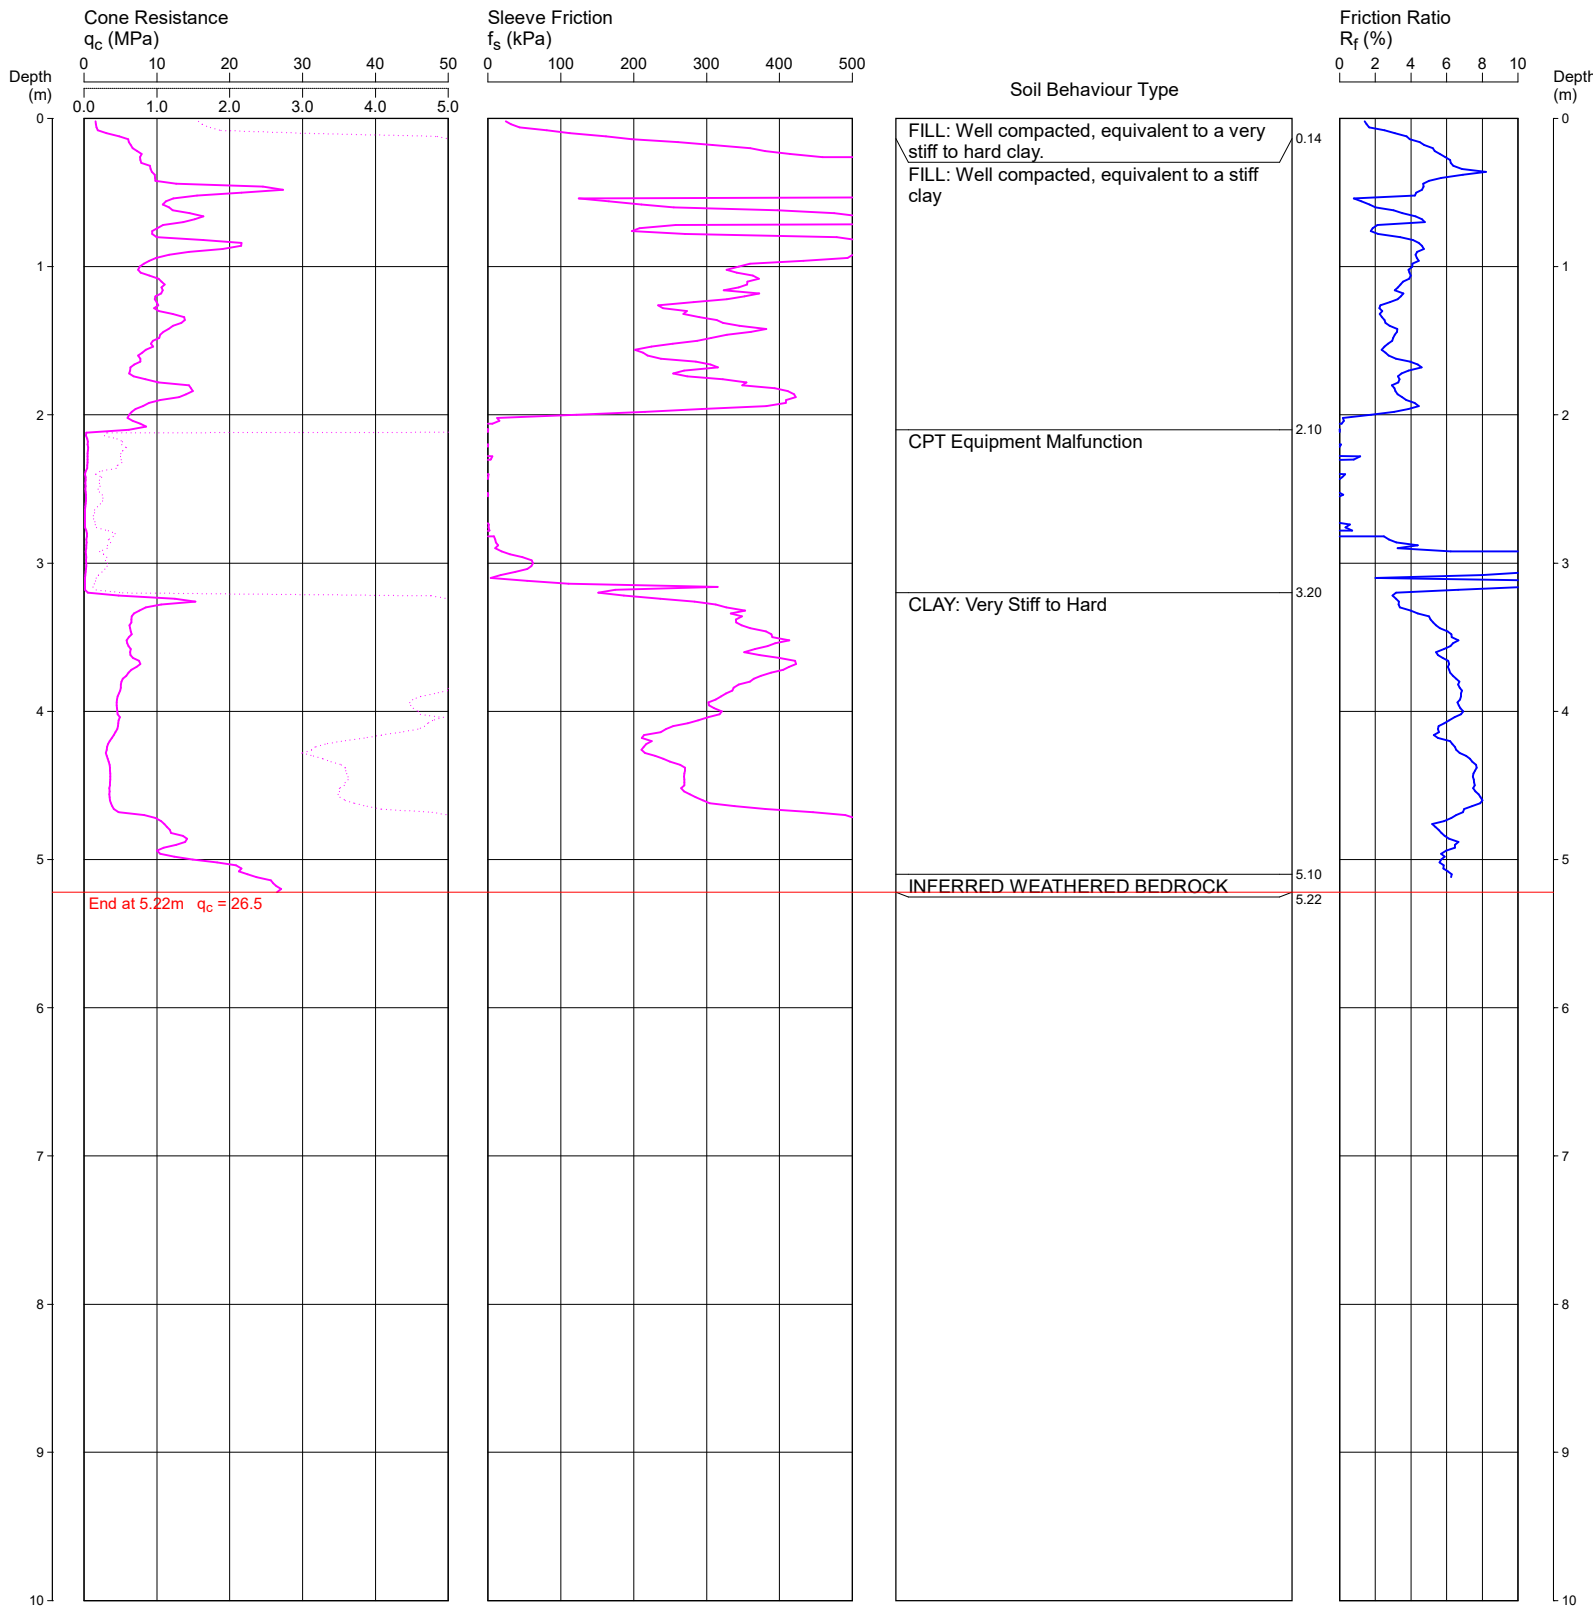 Cone Resistance
q_c (MPa)
Sleeve Friction
f_s (kPa)
Friction Ratio
R_f (%)
0 10 20 30 40 50
0 100 200 300 400 500
0 2 4 6 8 10
Depth
(m)
0.0 1.0 2.0 3.0 4.0 5.0
Soil Behaviour Type
Depth
(m)
0
FILL: Well compacted, equivalent to a very
stiff to hard clay.
0.14
0
FILL: Well compacted, equivalent to a stiff
clay
1
1
2
2
2.10
CPT Equipment Malfunction
3
3
3.20
CLAY: Very Stiff to Hard
4
4
5
5
5.10
INFERRED WEATHERED BEDROCK
5.22
End at 5.22m q_c = 26.5
6
6
7
7
8
8
9
9
10
10